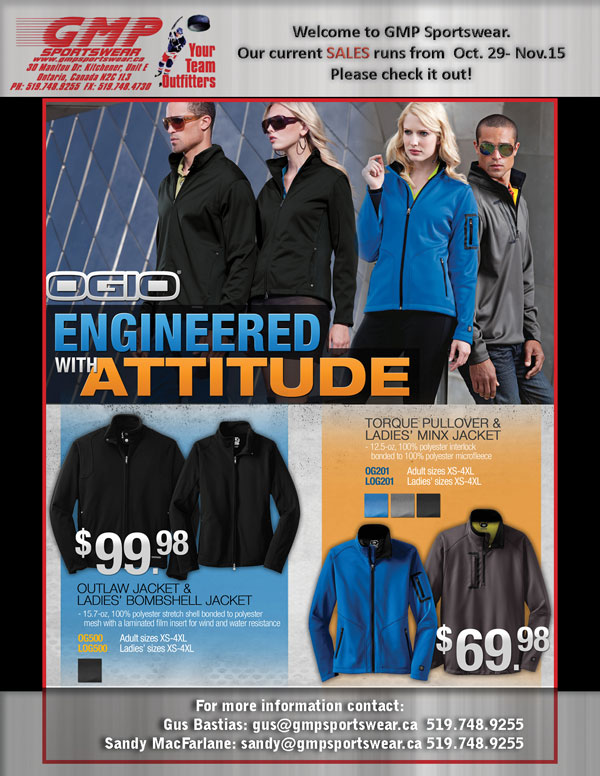 GMP
SPORTSWEAR
www.gmpsportswear.ca
30 Manitou Dr. Kitchener, Unit E
Ontario, Canada N2C 1L3
PH: 519.748.9255 FX: 519.748.4730
Your
Team
Outfitters
Welcome to GMP Sportswear.
Our current SALES runs from Oct. 29- Nov.15
Please check it out!
OGIO®
ENGINEERED
WITH ATTITUDE
$99.98
OUTLAW JACKET &
LADIES' BOMBSHELL JACKET
- 15.7-oz, 100% polyester stretch shell bonded to polyester
mesh with a laminated film insert for wind and water resistance
OG500 Adult sizes XS-4XL
LOG500 Ladies' sizes XS-4XL
TORQUE PULLOVER &
LADIES' MINX JACKET
- 12.5-oz, 100% polyester interlock
bonded to 100% polyester microfleece
OG201 Adult sizes XS-4XL
LOG201 Ladies' sizes XS-4XL
$69.98
For more information contact:
Gus Bastias: gus@gmpsportswear.ca 519.748.9255
Sandy MacFarlane: sandy@gmpsportswear.ca 519.748.9255